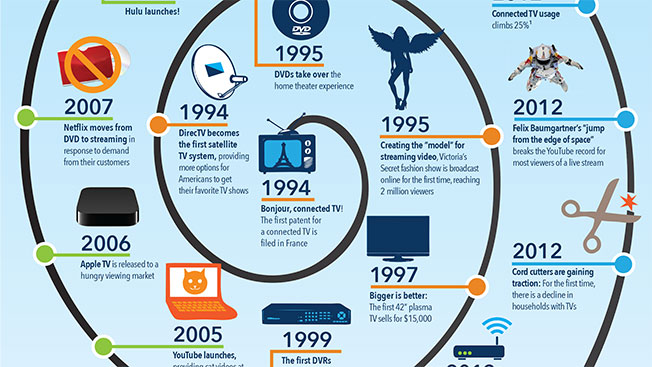 Hulu launches!
DVD
1995
DVDs take over the
home theater experience
Connected TV usage
climbs 25%¹
2007
Netflix moves from
DVD to streaming in
response to demand
from their customers
1994
DirecTV becomes
the first satellite
TV system, providing
more options for
Americans to get
their favorite TV shows
1995
Creating the "model" for
streaming video, Victoria's
Secret fashion show is broadcast
online for the first time, reaching
2 million viewers
2012
Felix Baumgartner's "jump
from the edge of space"
breaks the YouTube record for
most viewers of a live stream
1994
Bonjour, connected TV!
The first patent for
a connected TV is
filed in France
2006
Apple TV is released to a
hungry viewing market
1997
Bigger is better:
The first 42" plasma
TV sells for $15,000
2012
Cord cutters are gaining
traction: For the first time,
there is a decline in
households with TVs
2005
YouTube launches,
providing cat videos at
1999
The first DVRs